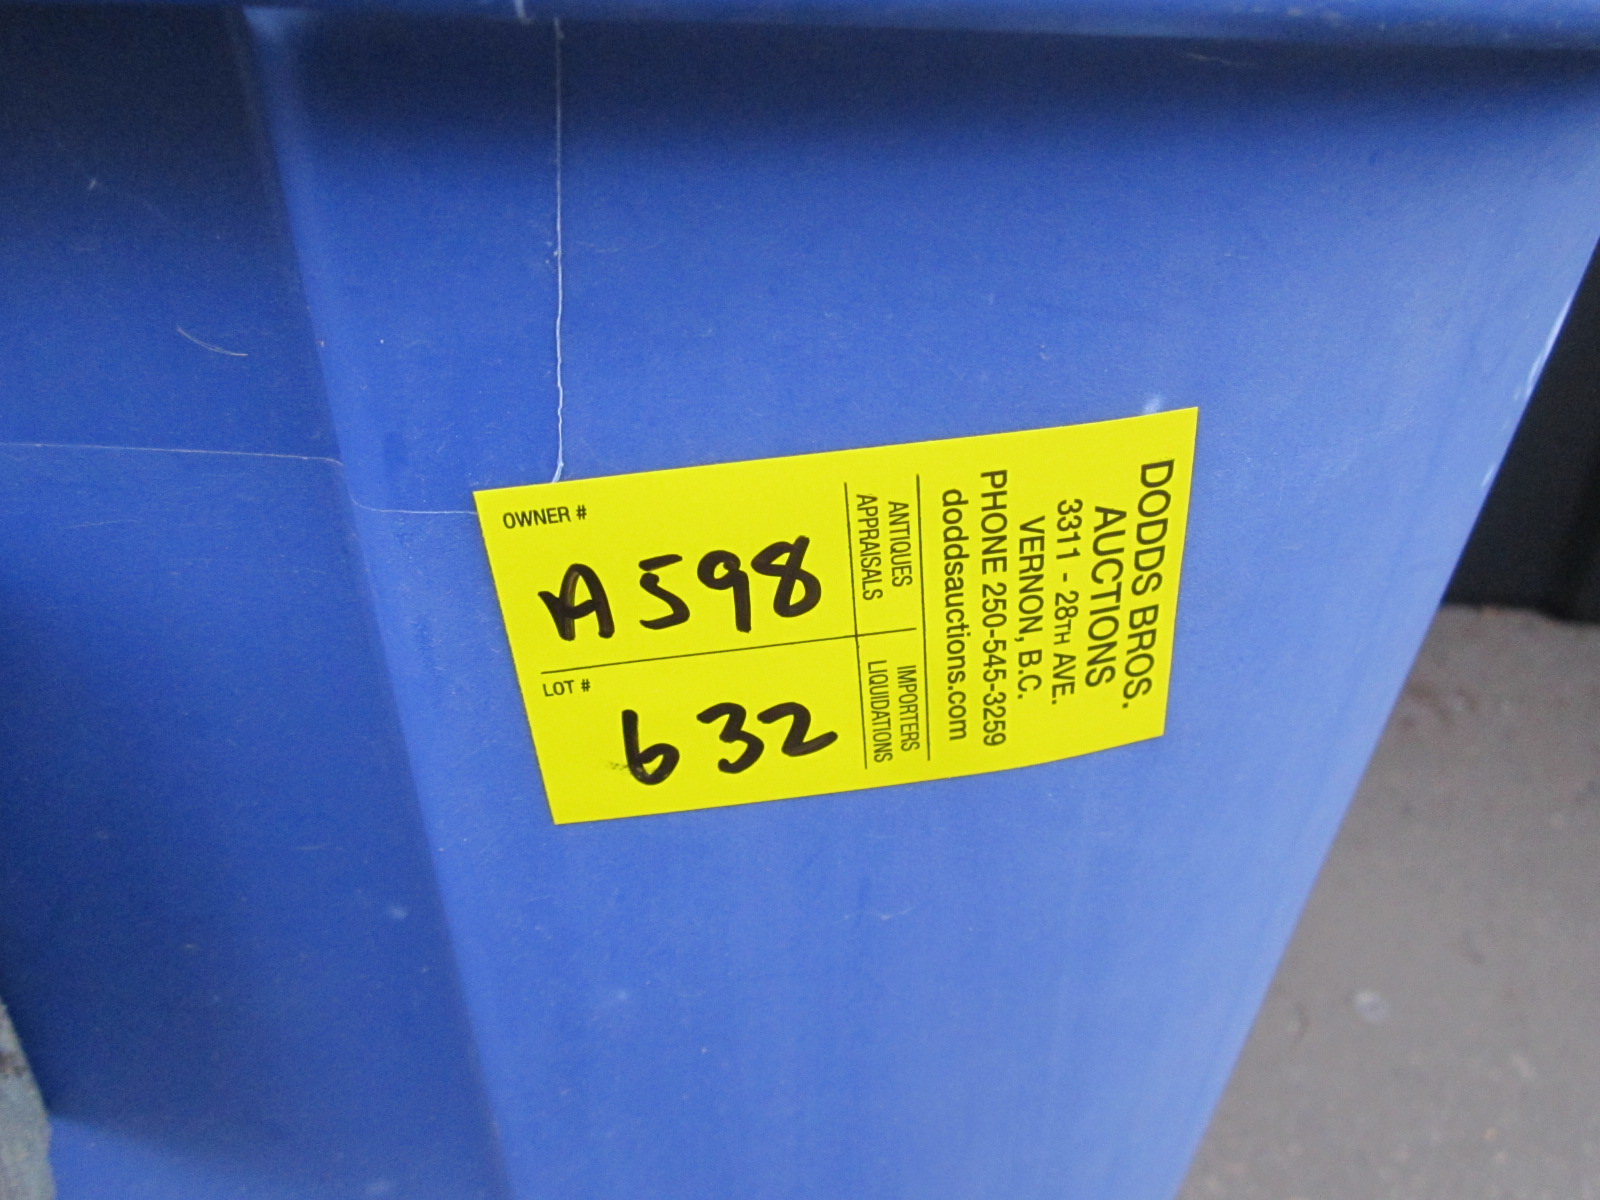 DODDS BROS.
AUCTIONS
3311 - 28TH AVE.
VERNON, B.C.
PHONE 250-545-3259
doddsauctions.com
ANTIQUES
APPRAISALS
IMPORTERS
LIQUIDATIONS
OWNER #
A598
LOT #
632